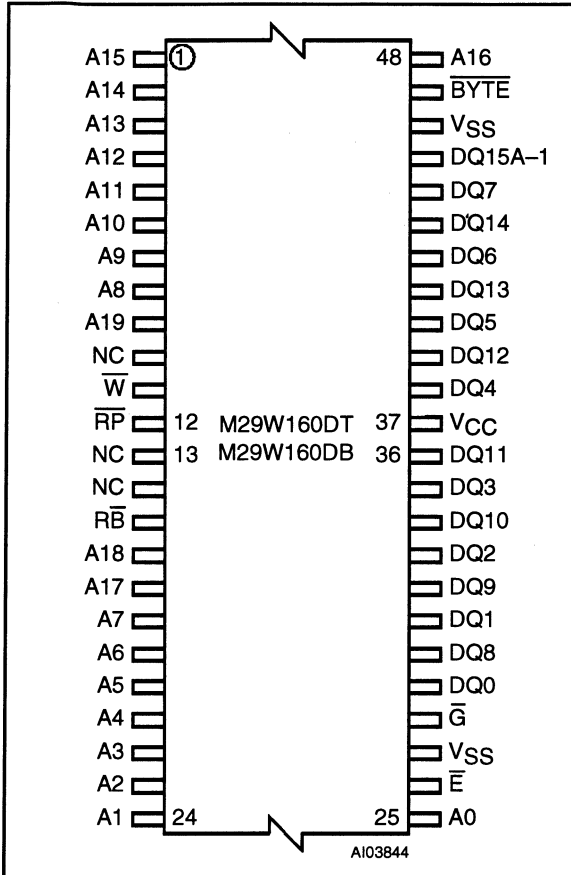 A15 1 48 A16
A14 B̅Y̅T̅E̅
A13 VSS
A12 DQ15A–1
A11 DQ7
A10 DQ14
A9 DQ6
A8 DQ13
A19 DQ5
NC DQ12
W̅ DQ4
R̅P̅ 12 M29W160DT 37 VCC
NC 13 M29W160DB 36 DQ11
NC DQ3
RB̅ DQ10
A18 DQ2
A17 DQ9
A7 DQ1
A6 DQ8
A5 DQ0
A4 G̅
A3 VSS
A2 E̅
A1 24 25 A0
AI03844